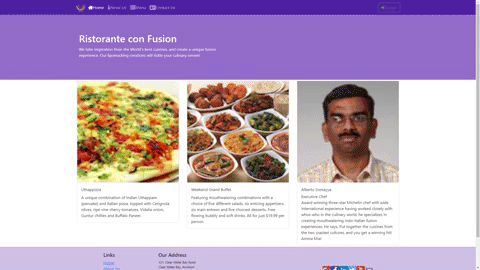 Home About Us Menu Contact Us
Ristorante con Fusion
We take inspiration from the World's best cuisines, and create a unique fusion
experience. Our lipsmacking creations will tickle your culinary senses!
Uthappizza
A unique combination of Indian Uthappam
(pancake) and Italian pizza, topped with Cerignola
olives, ripe vine cherry tomatoes, Vidalia onion,
Guntur chillies and Buffalo Paneer.
Weekend Grand Buffet
Featuring mouthwatering combinations with a
choice of five different salads, six enticing appetizers,
six main entrees and five choicest desserts. Free
flowing bubbly and soft drinks. All for just $19.99 per
person
Alberto Somayya
Executive Chef
Award winning three-star Michelin chef with wide
international experience having worked closely with
whos-who in the culinary world, he specializes in
creating mouthwatering Indo-Italian fusion
experiences. He says, Put together the cuisines from
the two craziest cultures, and you get a winning hit!
Amma Mia!
Links
Home
About Us
Our Address
121, Clear Water Bay Road
Clear Water Bay, Kowloon